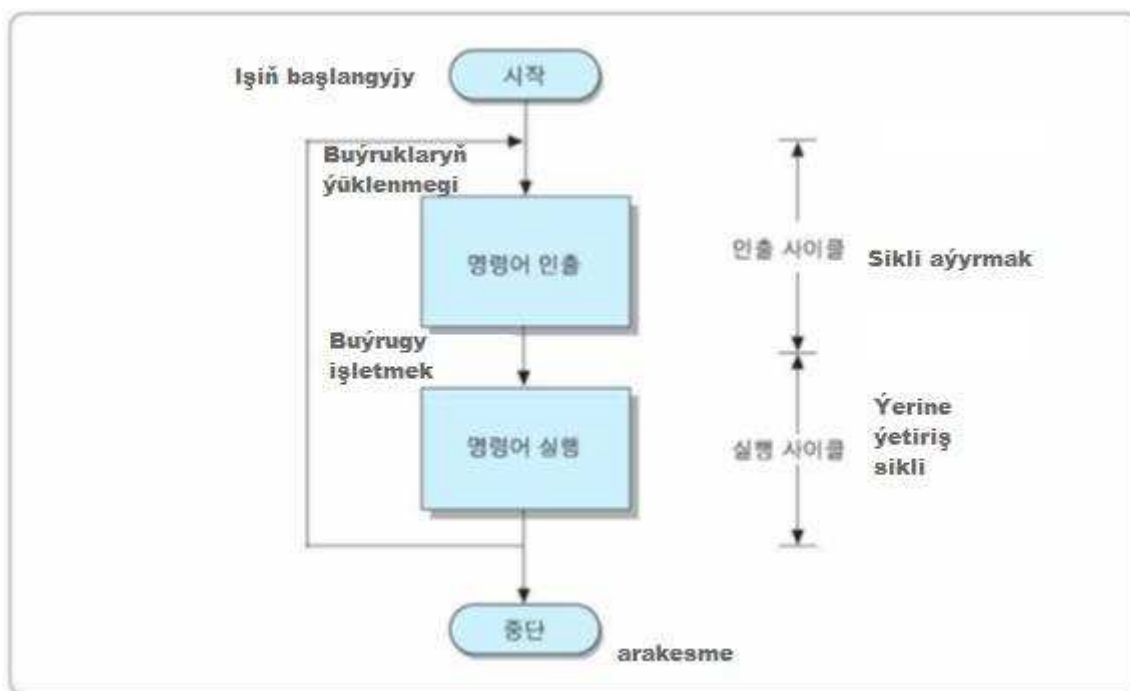 Işiň başlangyjy
시작
Buýruklaryň
ýüklenmegi
명령어 인출
인출 사이클
Sikli aýyrmak
Buýrugy
işletmek
명령어 실행
실행 사이클
Ýerine
ýetiriş
sikli
중단
arakesme